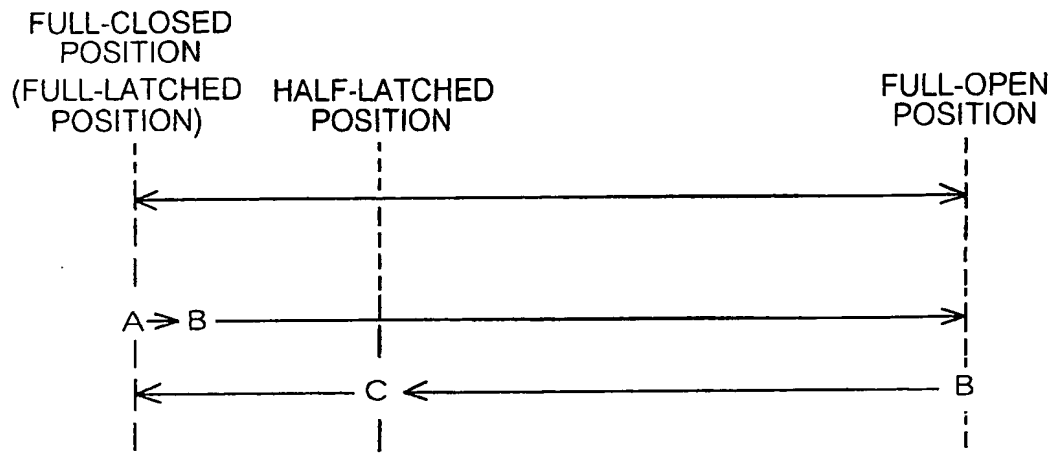 FULL-CLOSED
POSITION
(FULL-LATCHED
POSITION)
HALF-LATCHED
POSITION
FULL-OPEN
POSITION
A B
C B